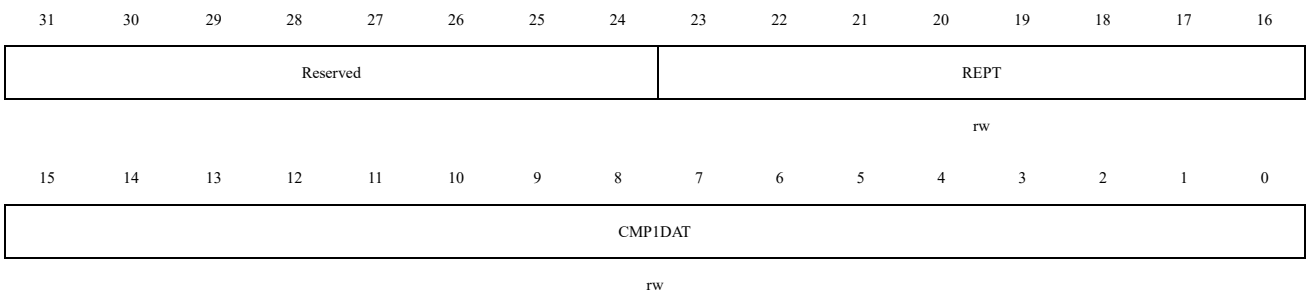 31 30 29 28 27 26 25 24 23 22 21 20 19 18 17 16
Reserved REPT
rw
15 14 13 12 11 10 9 8 7 6 5 4 3 2 1 0
CMP1DAT
rw